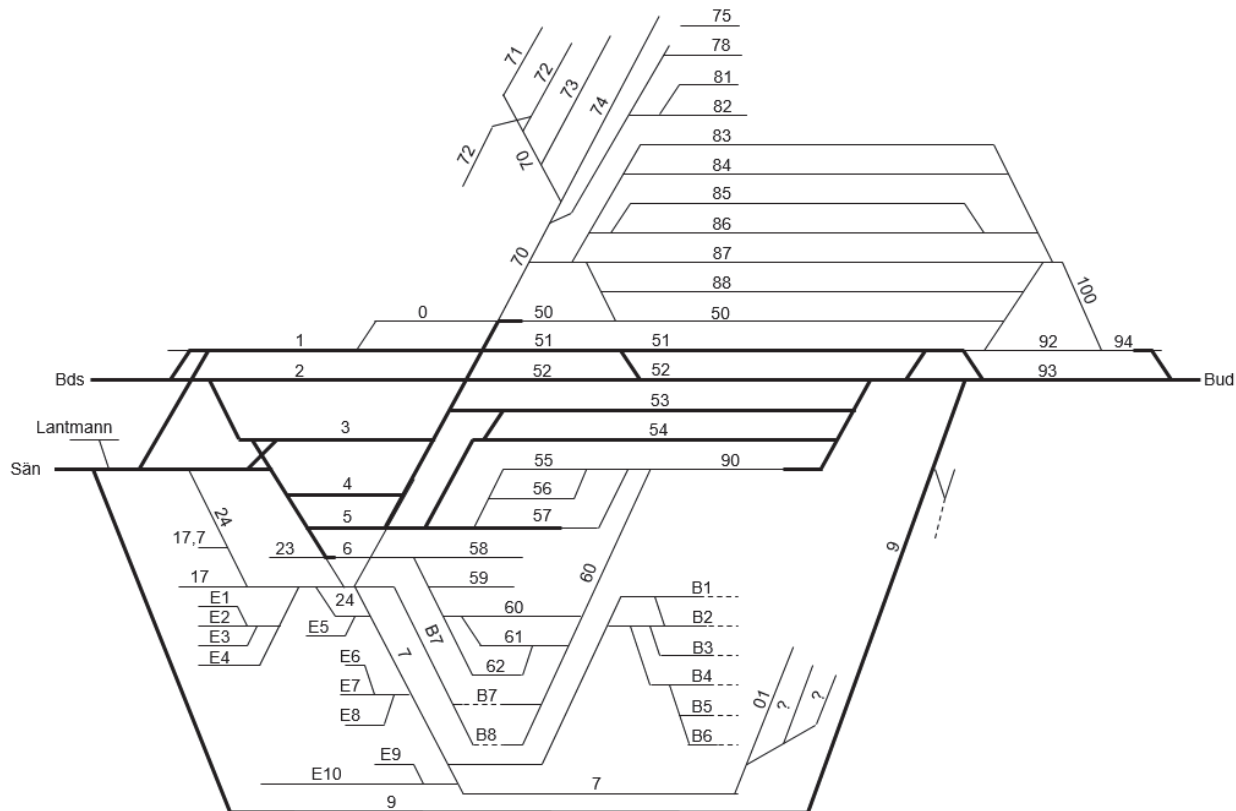 75
71
78
72
73
81
74
82
83
72
70
84
85
86
70
87
88
100
0
50
50
1
51
51
92
94
Bds
2
52
52
93
Bud
53
Lantmann
3
54
Sän
55
90
4
56
24
5
57
17,7
23
6
58
9
17
59
60
B1
E1
24
60
E2
B2
E5
B7
61
E3
B3
E4
7
E6
62
B4
E7
B7
01
?
?
E8
B5
B8
B6
E9
E10
7
9